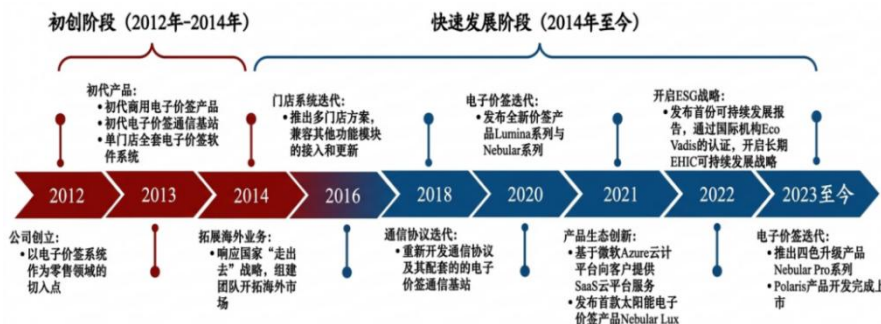 初创阶段（2012年-2014年）
快速发展阶段（2014年至今）
初代产品：
• 初代商用电子价签产品
• 初代电子价签通信基站
• 单门店全套电子价签软
件系统
门店系统迭代：
• 推出多门店方案，
兼容其他功能模块
的接入和更新
电子价签迭代：
• 发布全新价签产
品Lumina系列与
Nebular系列
开启ESG战略：
• 发布首份可持续发展报
告，通过国际机构Eco
Vadis的认证，开启长期
EHIC可持续发展战略
2012
2013
2014
2016
2018
2020
2021
2022
2023至今
公司创立：
• 以电子价签系统
作为零售领域的
切入点
拓展海外业务：
• 响应国家“走出
去”战略，组建
团队开拓海外市
场
通信协议迭代：
• 重新开发通信协议
及其配套的的电子
价签通信基站
产品生态创新：
• 基于微软Azure云计
平台向客户提供
SaaS云平台服务
• 发布首款太阳能电子
价签产品Nebular Lux
电子价签迭代：
• 推出四色升级产品
Nebular Pro系列
• Polaris产品开发完成上
市